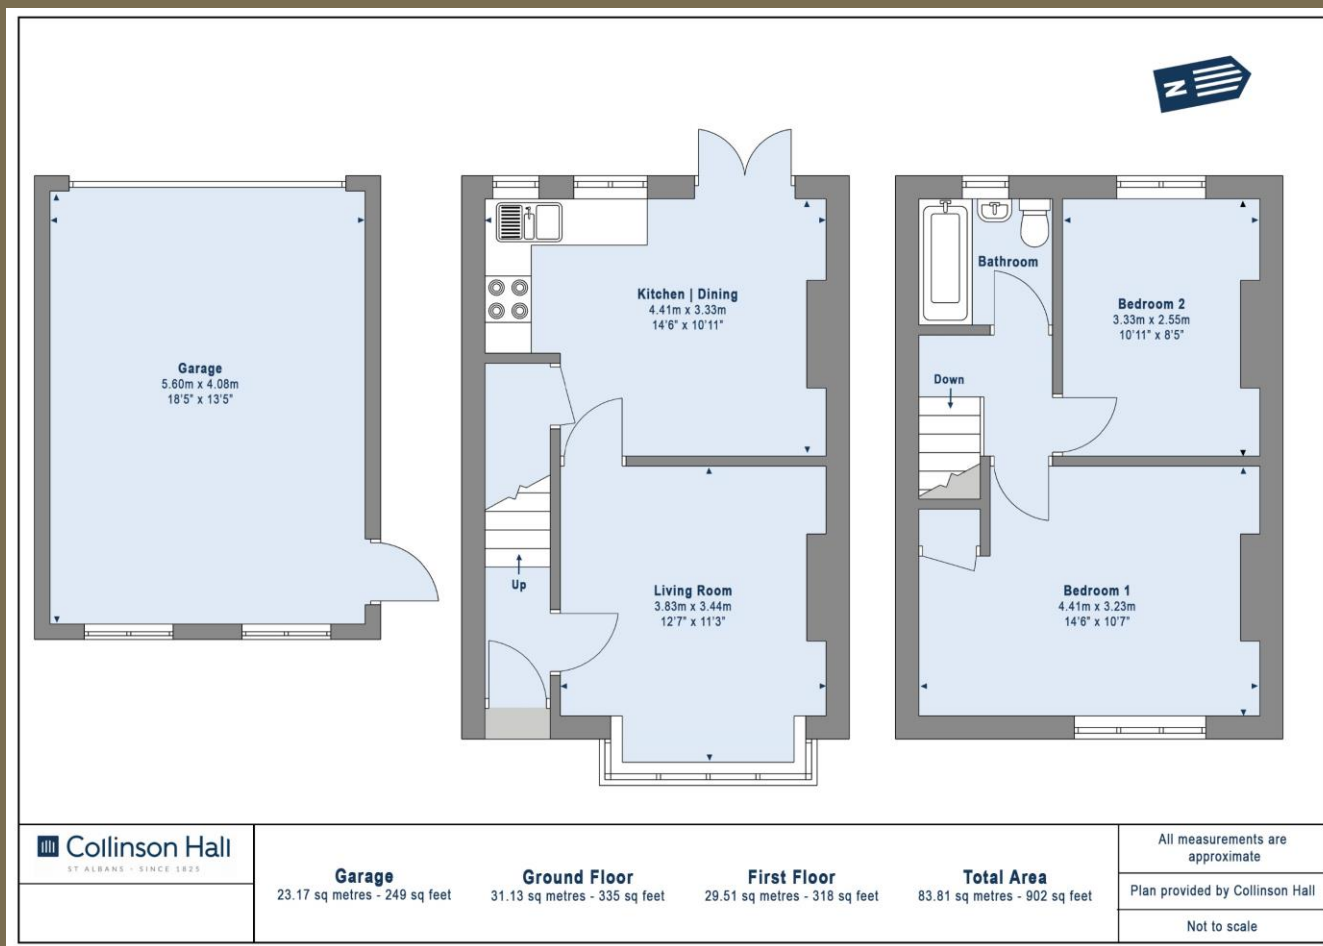 N
Garage
5.60m x 4.08m
18'5" x 13'5"
Kitchen | Dining
4.41m x 3.33m
14'6" x 10'11"
Up
Living Room
3.83m x 3.44m
12'7" x 11'3"
Bathroom
Bedroom 2
3.33m x 2.55m
10'11" x 8'5"
Down
Bedroom 1
4.41m x 3.23m
14'6" x 10'7"
Collinson Hall
ST ALBANS - SINCE 1825
Garage
23.17 sq metres - 249 sq feet
Ground Floor
31.13 sq metres - 335 sq feet
First Floor
29.51 sq metres - 318 sq feet
Total Area
83.81 sq metres - 902 sq feet
All measurements are
approximate
Plan provided by Collinson Hall
Not to scale